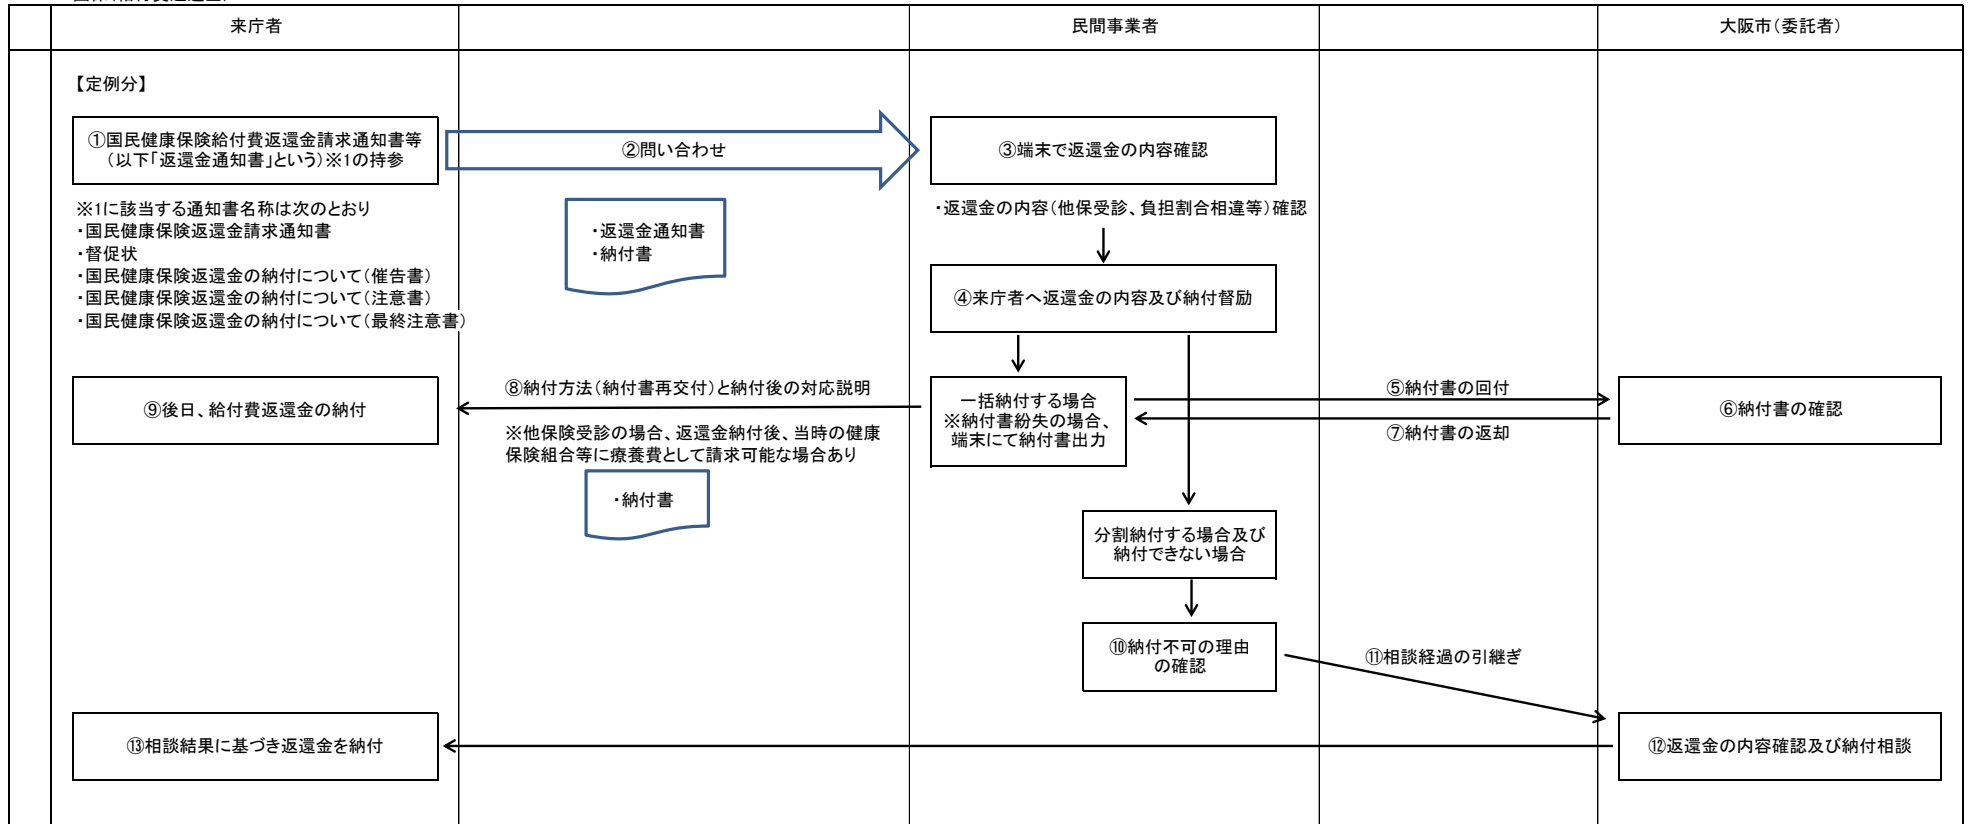 来庁者
民間事業者
大阪市（委託者）
【定例分】
①国民健康保険給付費返還金請求通知書等
（以下「返還金通知書」という）※1の持参
②問い合わせ
③端末で返還金の内容確認
※1に該当する通知書名称は次のとおり
・国民健康保険返還金請求通知書
・督促状
・国民健康保険返還金の納付について（催告書）
・国民健康保険返還金の納付について（注意書）
・国民健康保険返還金の納付について（最終注意書）
・返還金通知書
・納付書
・返還金の内容（他保受診、負担割合相違等）確認
④来庁者へ返還金の内容及び納付督励
⑨後日、給付費返還金の納付
⑧納付方法（納付書再交付）と納付後の対応説明
※他保険受診の場合、返還金納付後、当時の健康
保険組合等に療養費として請求可能な場合あり
・納付書
一括納付する場合
※納付書紛失の場合、
端末にて納付書出力
⑤納付書の回付
⑦納付書の返却
⑥納付書の確認
分割納付する場合及び
納付できない場合
⑩納付不可の理由
の確認
⑪相談経過の引継ぎ
⑬相談結果に基づき返還金を納付
⑫返還金の内容確認及び納付相談